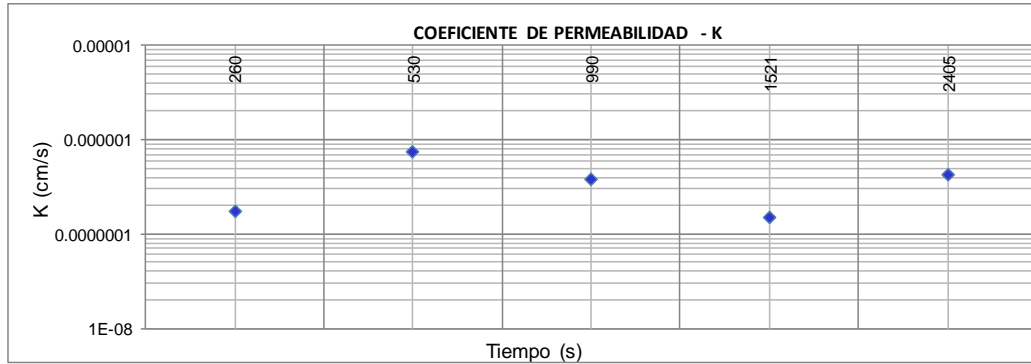 COEFICIENTE DE PERMEABILIDAD - K
0.00001
260
530
990
1521
2405
0.000001
K (cm/s)
0.0000001
1E-08
Tiempo (s)